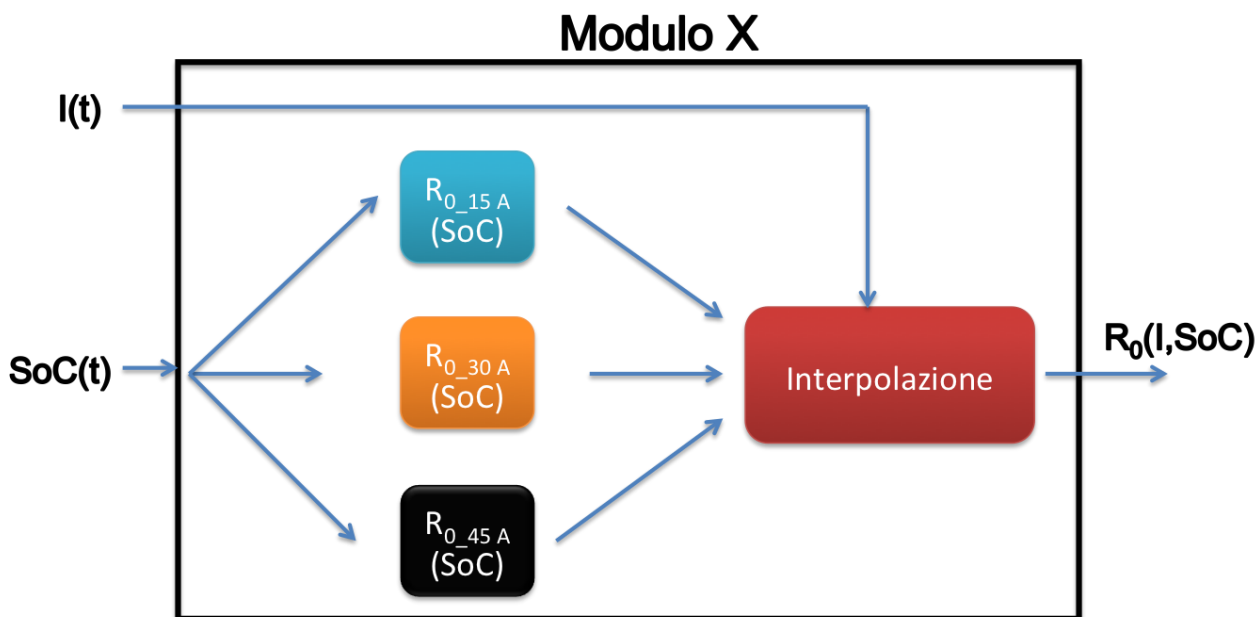 Modulo X
I(t)
R0_15 A
(SoC)
R0_30 A
(SoC)
Interpolazione
R0(I,SoC)
SoC(t)
R0_45 A
(SoC)